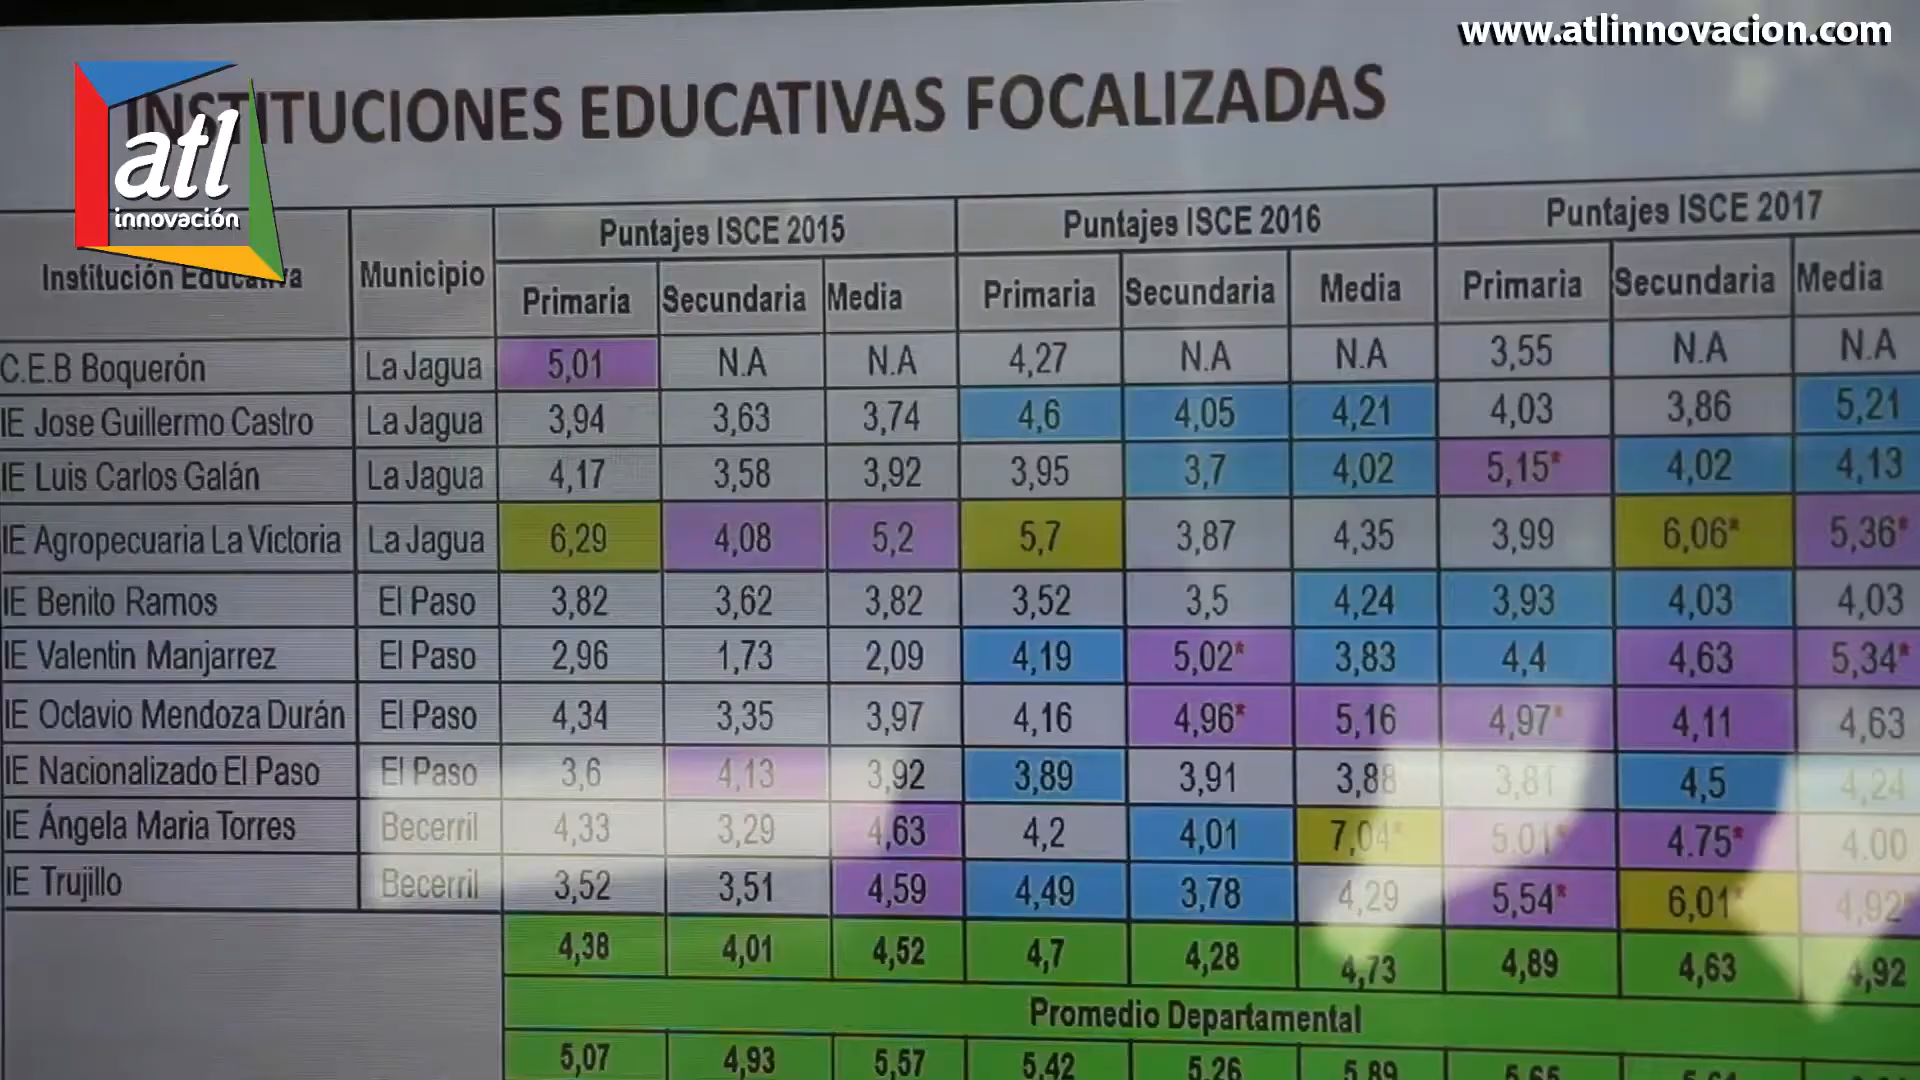 www.atlinnovacion.com
INSTITUCIONES EDUCATIVAS FOCALIZADAS
atl
innovación
Institución Educativa Municipio Puntajes ISCE 2015 Puntajes ISCE 2016 Puntajes ISCE 2017
Primaria Secundaria Media Primaria Secundaria Media Primaria Secundaria Media
C.E.B Boquerón La Jagua 5,01 N.A N.A 4,27 N.A N.A 3,55 N.A N.A
IE Jose Guillermo Castro La Jagua 3,94 3,63 3,74 4,6 4,05 4,21 4,03 3,86 5,21
IE Luis Carlos Galán La Jagua 4,17 3,58 3,92 3,95 3,7 4,02 5,15* 4,02 4,13
IE Agropecuaria La Victoria La Jagua 6,29 4,08 5,2 5,7 3,87 4,35 3,99 6,06* 5,36*
IE Benito Ramos El Paso 3,82 3,62 3,82 3,52 3,5 4,24 3,93 4,03 4,03
IE Valentin Manjarrez El Paso 2,96 1,73 2,09 4,19 5,02* 3,83 4,4 4,63 5,34*
IE Octavio Mendoza Durán El Paso 4,34 3,35 3,97 4,16 4,96* 5,16 4,97* 4,11 4,63
IE Nacionalizado El Paso El Paso 3,6 4,13 3,92 3,89 3,91 3,88 3,81 4,5 4,24
IE Ángela Maria Torres Becerril 4,33 3,29 4,63 4,2 4,01 7,04* 5.01* 4.75* 4.00
IE Trujillo Becerril 3,52 3,51 4,59 4,49 3,78 4,29 5,54* 6,01* 4,92*
4,38 4,01 4,52 4,7 4,28 4,73 4,89 4,63 4,92
Promedio Departamental
5,07 4,93 5,57 5,42 5,26 5,89 5,65